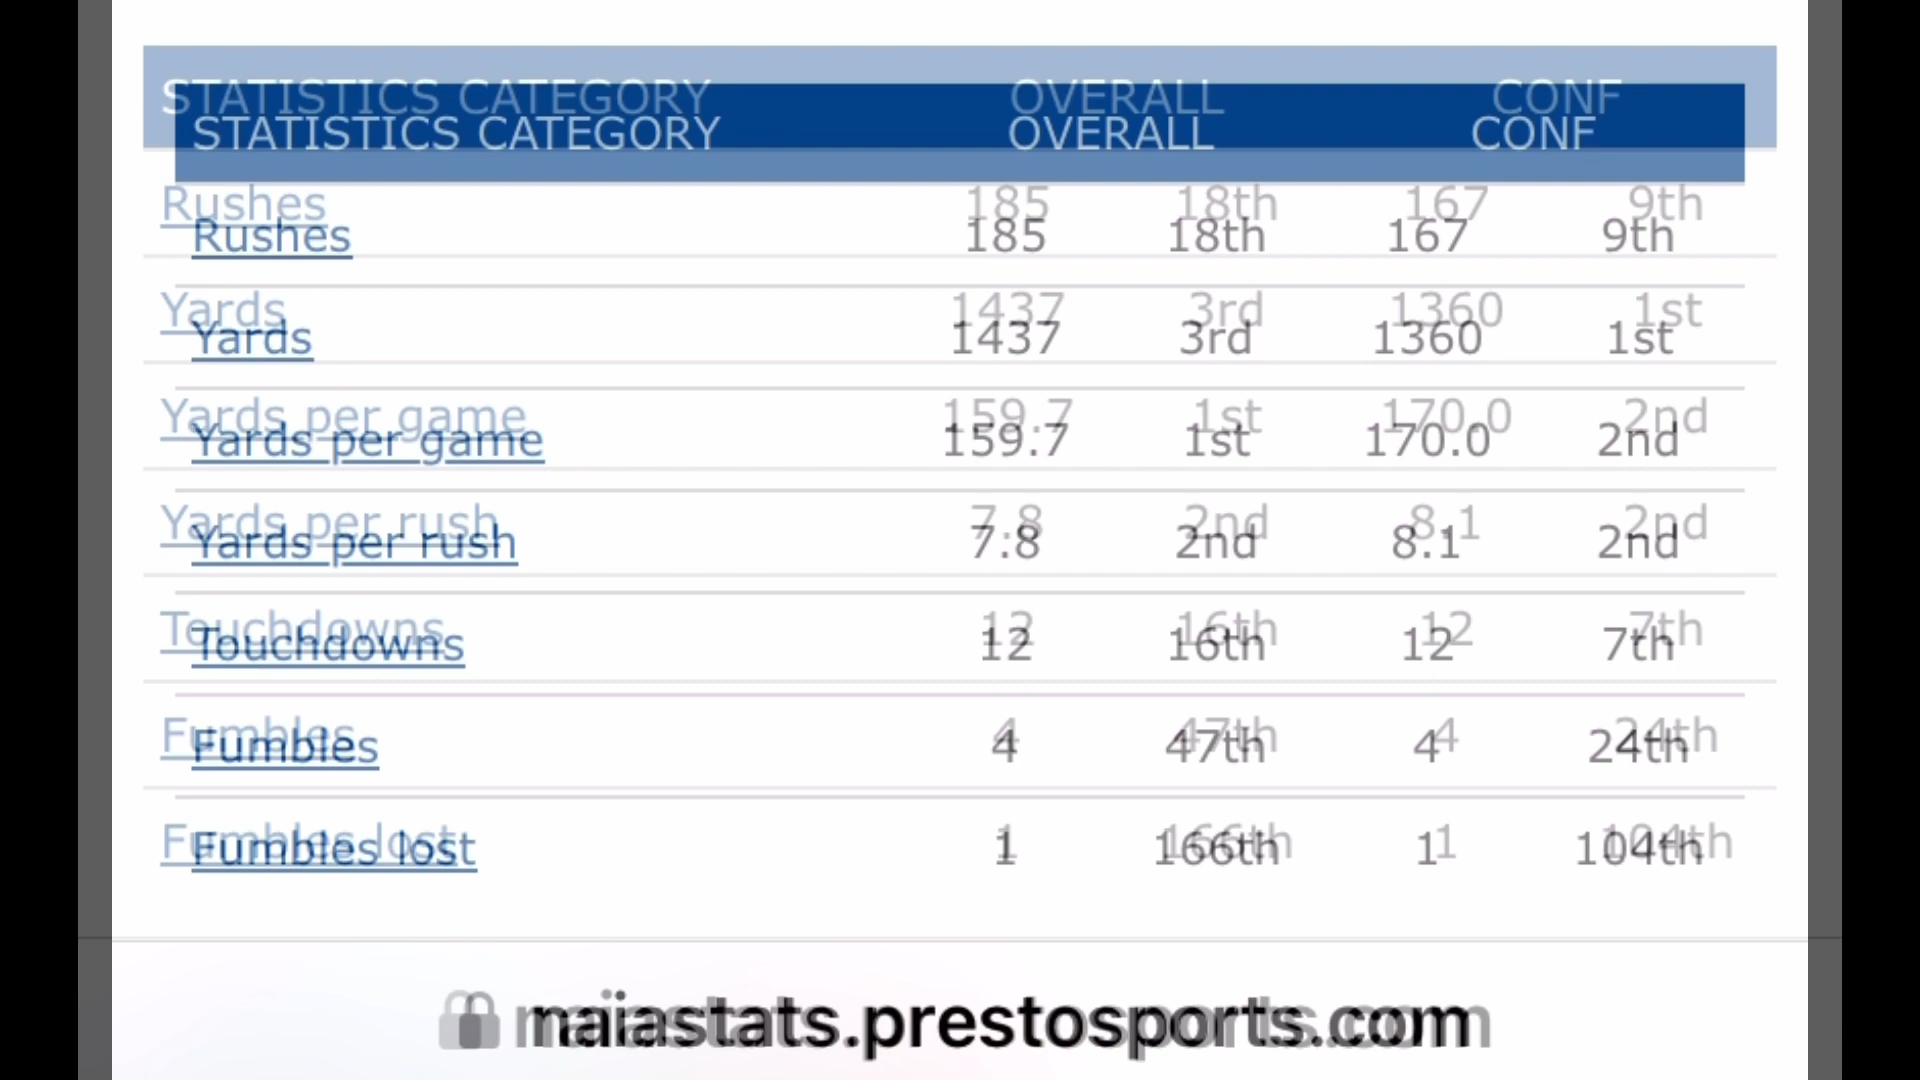 STATISTICS CATEGORY OVERALL CONF
Rushes 185 18th 167 9th
Yards 1437 3rd 1360 1st
Yards per game 159.7 1st 170.0 2nd
Yards per rush 7.8 2nd 8.1 2nd
Touchdowns 12 16th 12 7th
Fumbles 4 47th 4 24th
Fumbles lost 1 166th 1 104th
naiastats.prestosports.com